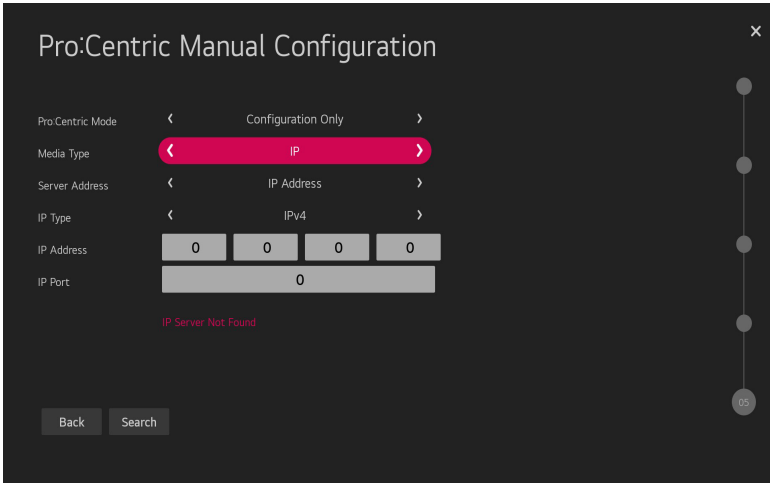 Pro:Centric Manual Configuration
Pro:Centric Mode ‹ Configuration Only ›
Media Type ‹ IP ›
Server Address ‹ IP Address ›
IP Type ‹ IPv4 ›
IP Address 0 0 0 0
IP Port 0
IP Server Not Found
05
Back Search